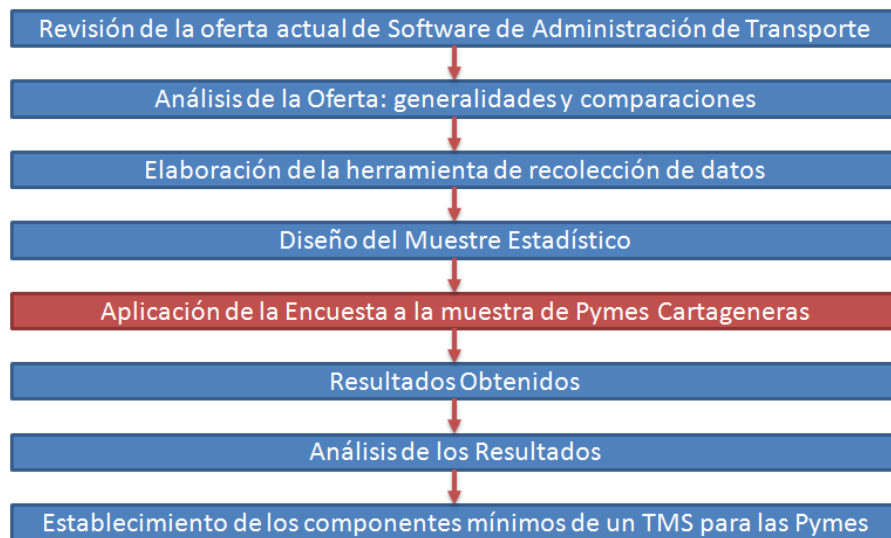 Revisión de la oferta actual de Software de Administración de Transporte
Análisis de la Oferta: generalidades y comparaciones
Elaboración de la herramienta de recolección de datos
Diseño del Muestre Estadístico
Aplicación de la Encuesta a la muestra de Pymes Cartageneras
Resultados Obtenidos
Análisis de los Resultados
Establecimiento de los componentes mínimos de un TMS para las Pymes